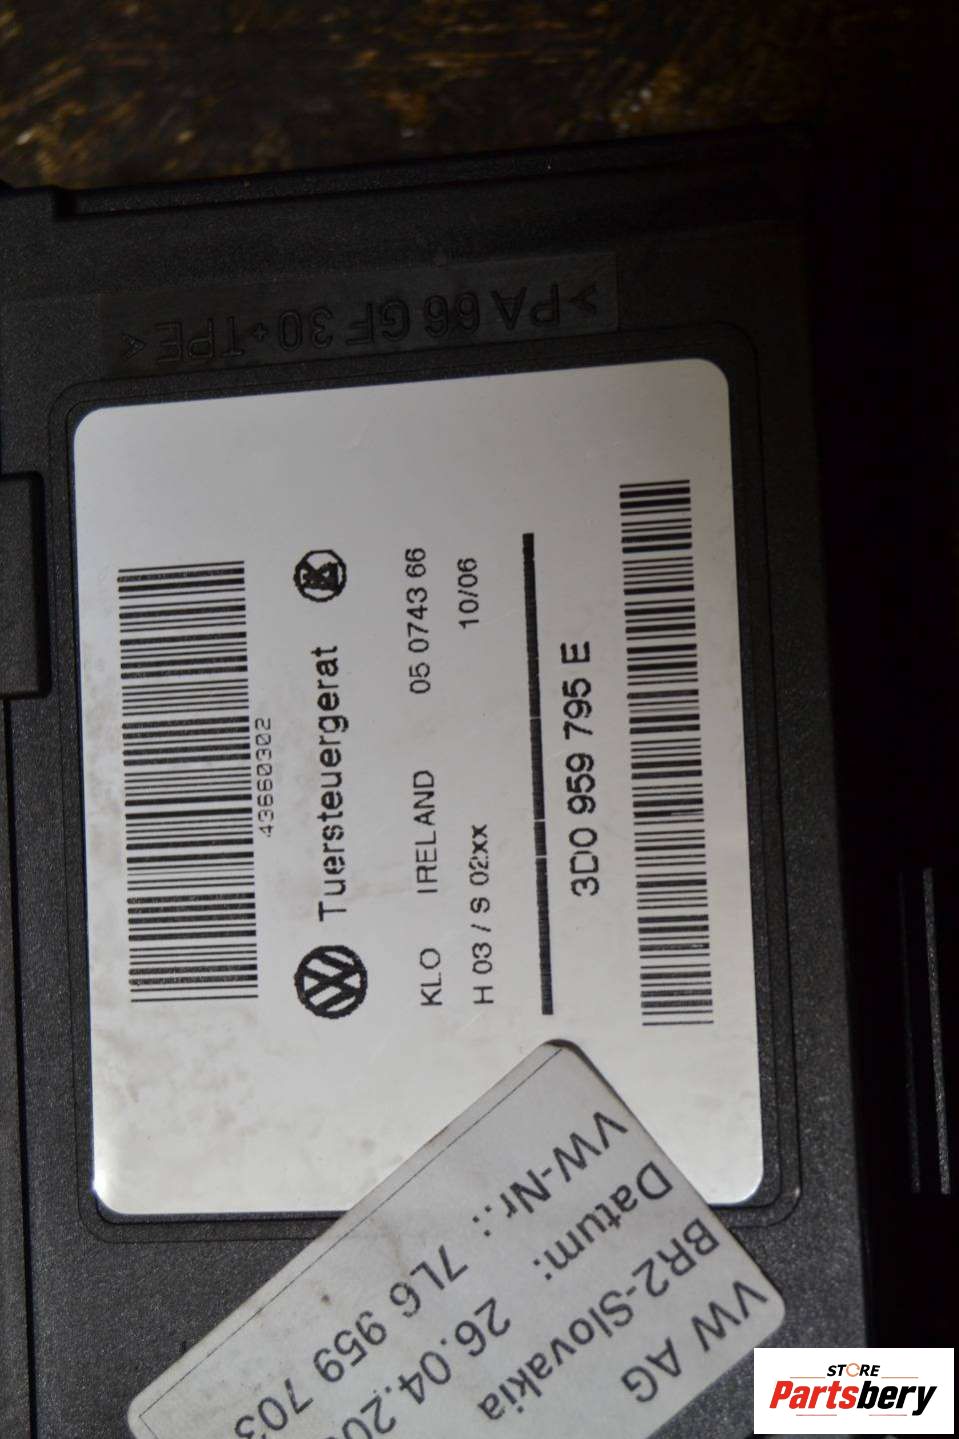 >PA 66 GF 30+TPE<
43660302
Tuersteuergerat
KLO IRELAND 05 0743 66
H 03 / S 02xx 10/06
3D0 959 795 E
VW AG
BR2-Slovakia
Datum: 26.04.20
VW-Nr.: 7L6 959 703
STORE
Partsbery